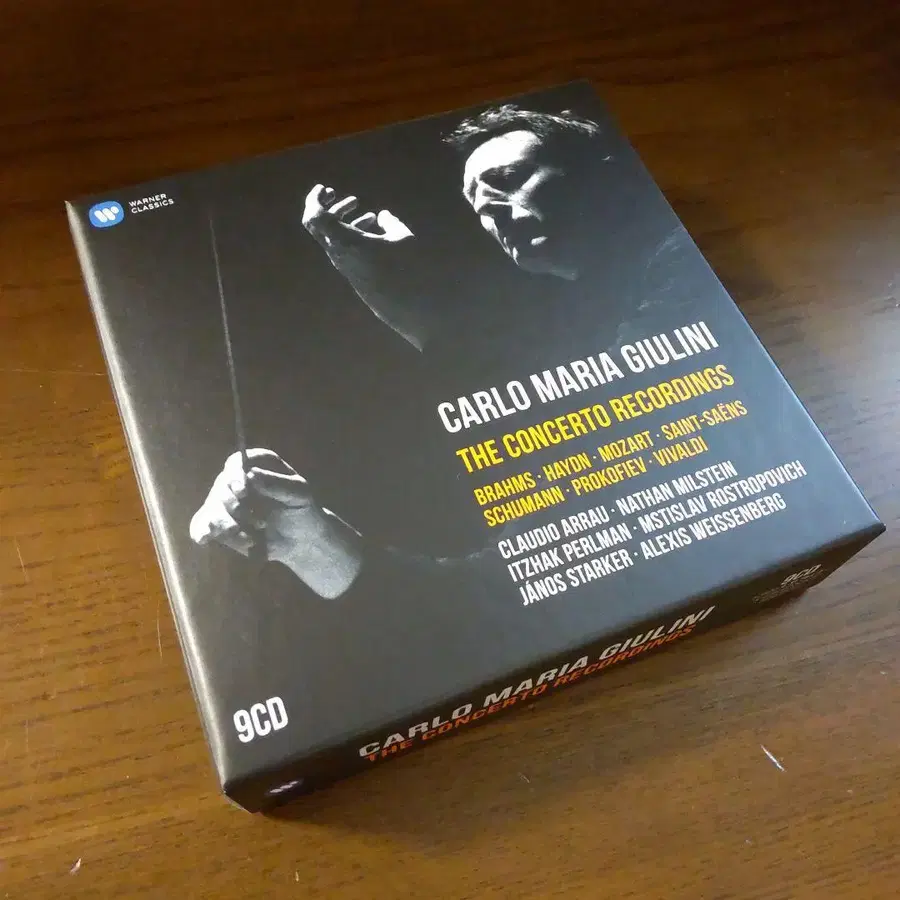 WARNER
CLASSICS
CARLO MARIA GIULINI
THE CONCERTO RECORDINGS
BRAHMS · HAYDN · MOZART · SAINT-SAËNS
SCHUMANN · PROKOFIEV · VIVALDI
CLAUDIO ARRAU · NATHAN MILSTEIN
ITZHAK PERLMAN · MSTISLAV ROSTROPOVICH
JÁNOS STARKER · ALEXIS WEISSENBERG
9CD
CARLO MARIA GIULINI
THE CONCERTO RECORDINGS
9CD